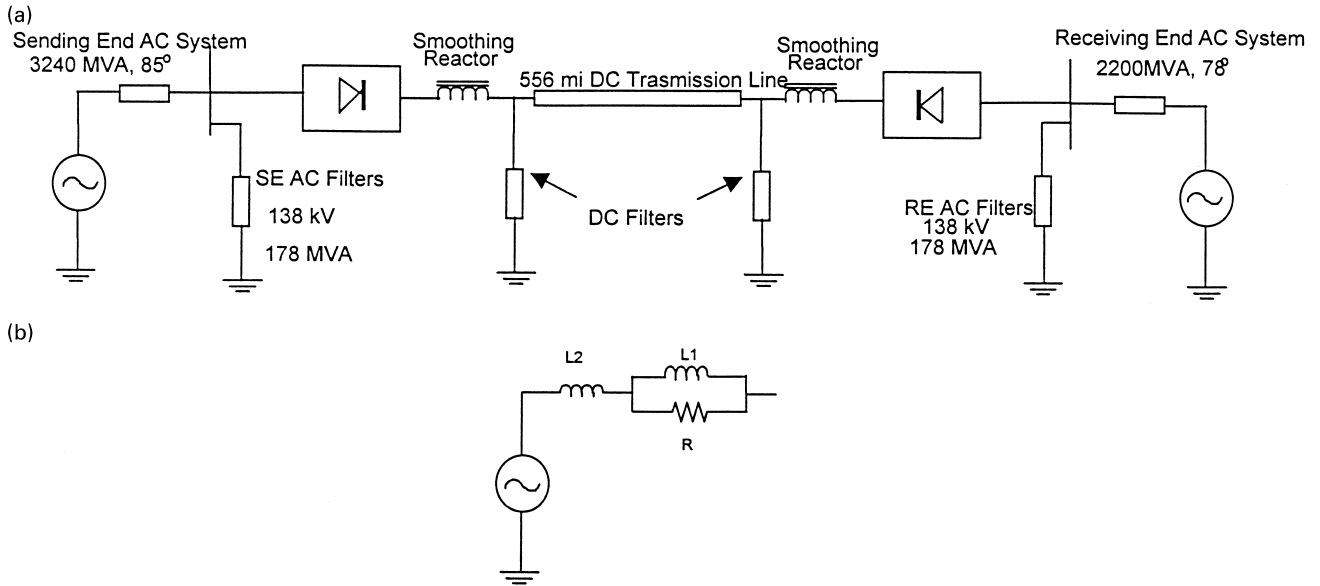 (a)
Sending End AC System
3240 MVA, 85º
Smoothing
Reactor
556 mi DC Trasmission Line
Smoothing
Reactor
Receiving End AC System
2200MVA, 78º
SE AC Filters
138 kV
178 MVA
DC Filters
RE AC Filters
138 kV
178 MVA
(b)
L2
L1
R